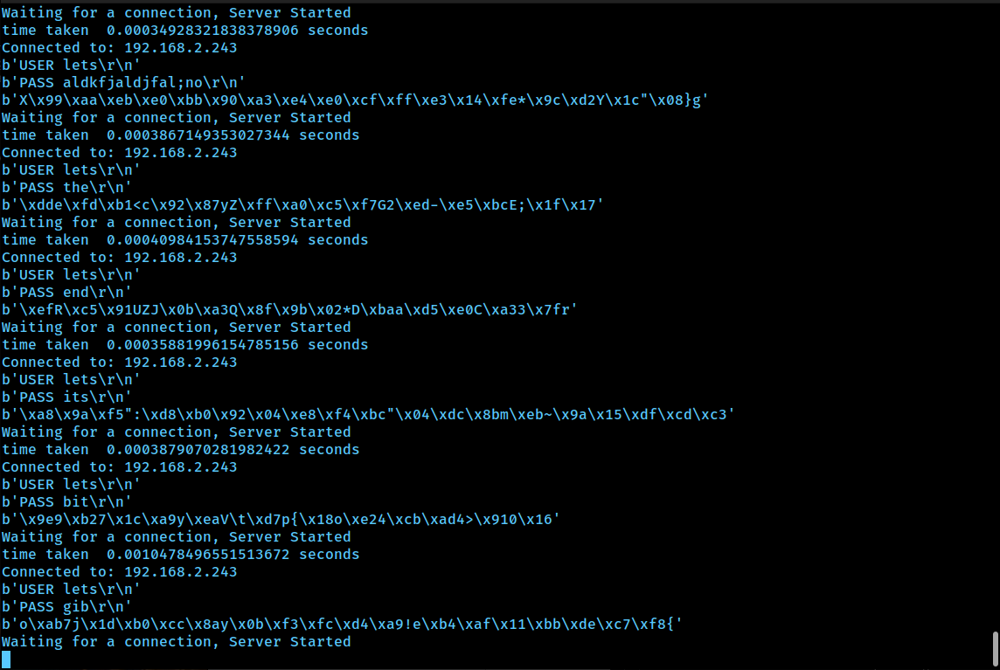 Waiting for a connection, Server Started
time taken  0.00034928321838378906 seconds
Connected to: 192.168.2.243
b'USER lets\r\n'
b'PASS aldkfjaldjfal;no\r\n'
b'X\x99\xaa\xeb\xe0\xbb\x90\xa3\xe4\xe0\xcf\xff\xe3\x14\xfe*\x9c\xd2Y\x1c"\x08}g'
Waiting for a connection, Server Started
time taken  0.0003867149353027344 seconds
Connected to: 192.168.2.243
b'USER lets\r\n'
b'PASS the\r\n'
b'\xdde\xfd\xb1<c\x92\x87yZ\xff\xa0\xc5\xf7G2\xed-\xe5\xbcE;\x1f\x17'
Waiting for a connection, Server Started
time taken  0.00040984153747558594 seconds
Connected to: 192.168.2.243
b'USER lets\r\n'
b'PASS end\r\n'
b'\xefR\xc5\x91UZJ\x0b\xa3Q\x8f\x9b\x02*D\xbaa\xd5\xe0C\xa33\x7fr'
Waiting for a connection, Server Started
time taken  0.00035881996154785156 seconds
Connected to: 192.168.2.243
b'USER lets\r\n'
b'PASS its\r\n'
b'\xa8\x9a\xf5":\xd8\xb0\x92\x04\xe8\xf4\xbc"\x04\xdc\x8bm\xeb~\x9a\x15\xdf\xcd\xc3'
Waiting for a connection, Server Started
time taken  0.0003879070281982422 seconds
Connected to: 192.168.2.243
b'USER lets\r\n'
b'PASS bit\r\n'
b'\x9e9\xb27\x1c\xa9y\xeaV\t\xd7p{\x18o\xe24\xcb\xad4>\x910\x16'
Waiting for a connection, Server Started
time taken  0.0010478496551513672 seconds
Connected to: 192.168.2.243
b'USER lets\r\n'
b'PASS gib\r\n'
b'o\xab7j\x1d\xb0\xcc\x8ay\x0b\xf3\xfc\xd4\xa9!e\xb4\xaf\x11\xbb\xde\xc7\xf8{'
Waiting for a connection, Server Started